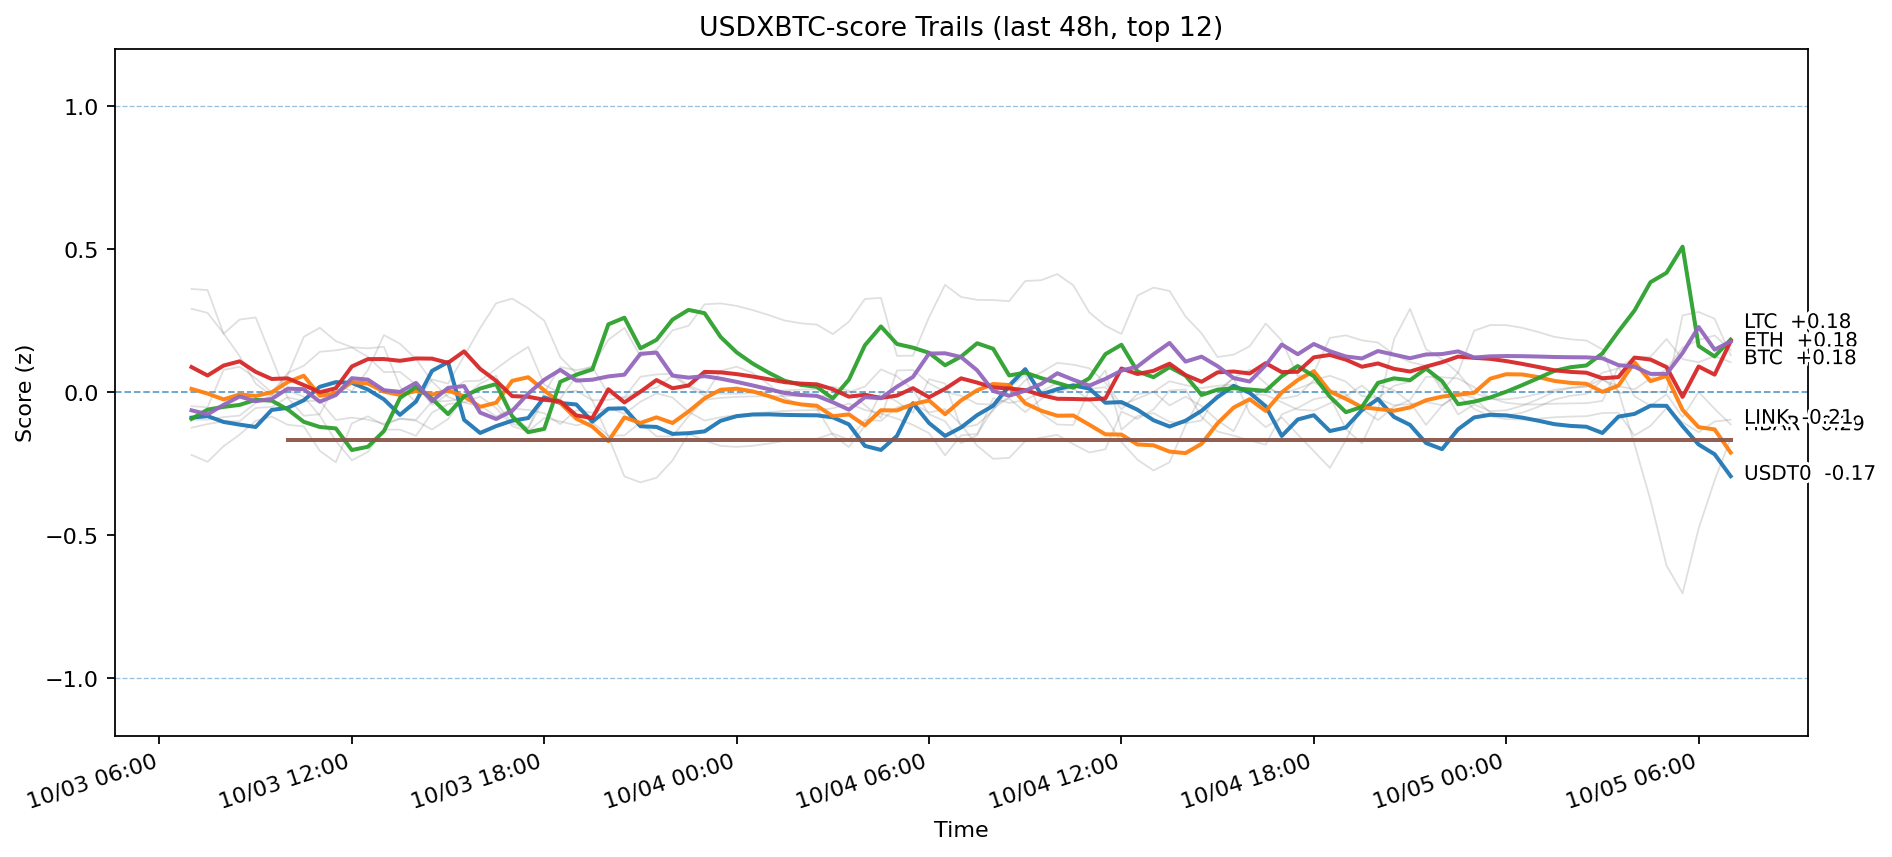 USDXBTC-score Trails (last 48h, top 12)
Score (z)
1.0
0.5
0.0
−0.5
−1.0
LTC +0.18
ETH +0.18
BTC +0.18
LINK -0.21
HBAR -0.29
USDT0 -0.17
10/03 06:00
10/03 12:00
10/03 18:00
10/04 00:00
10/04 06:00
10/04 12:00
10/04 18:00
10/05 00:00
10/05 06:00
Time